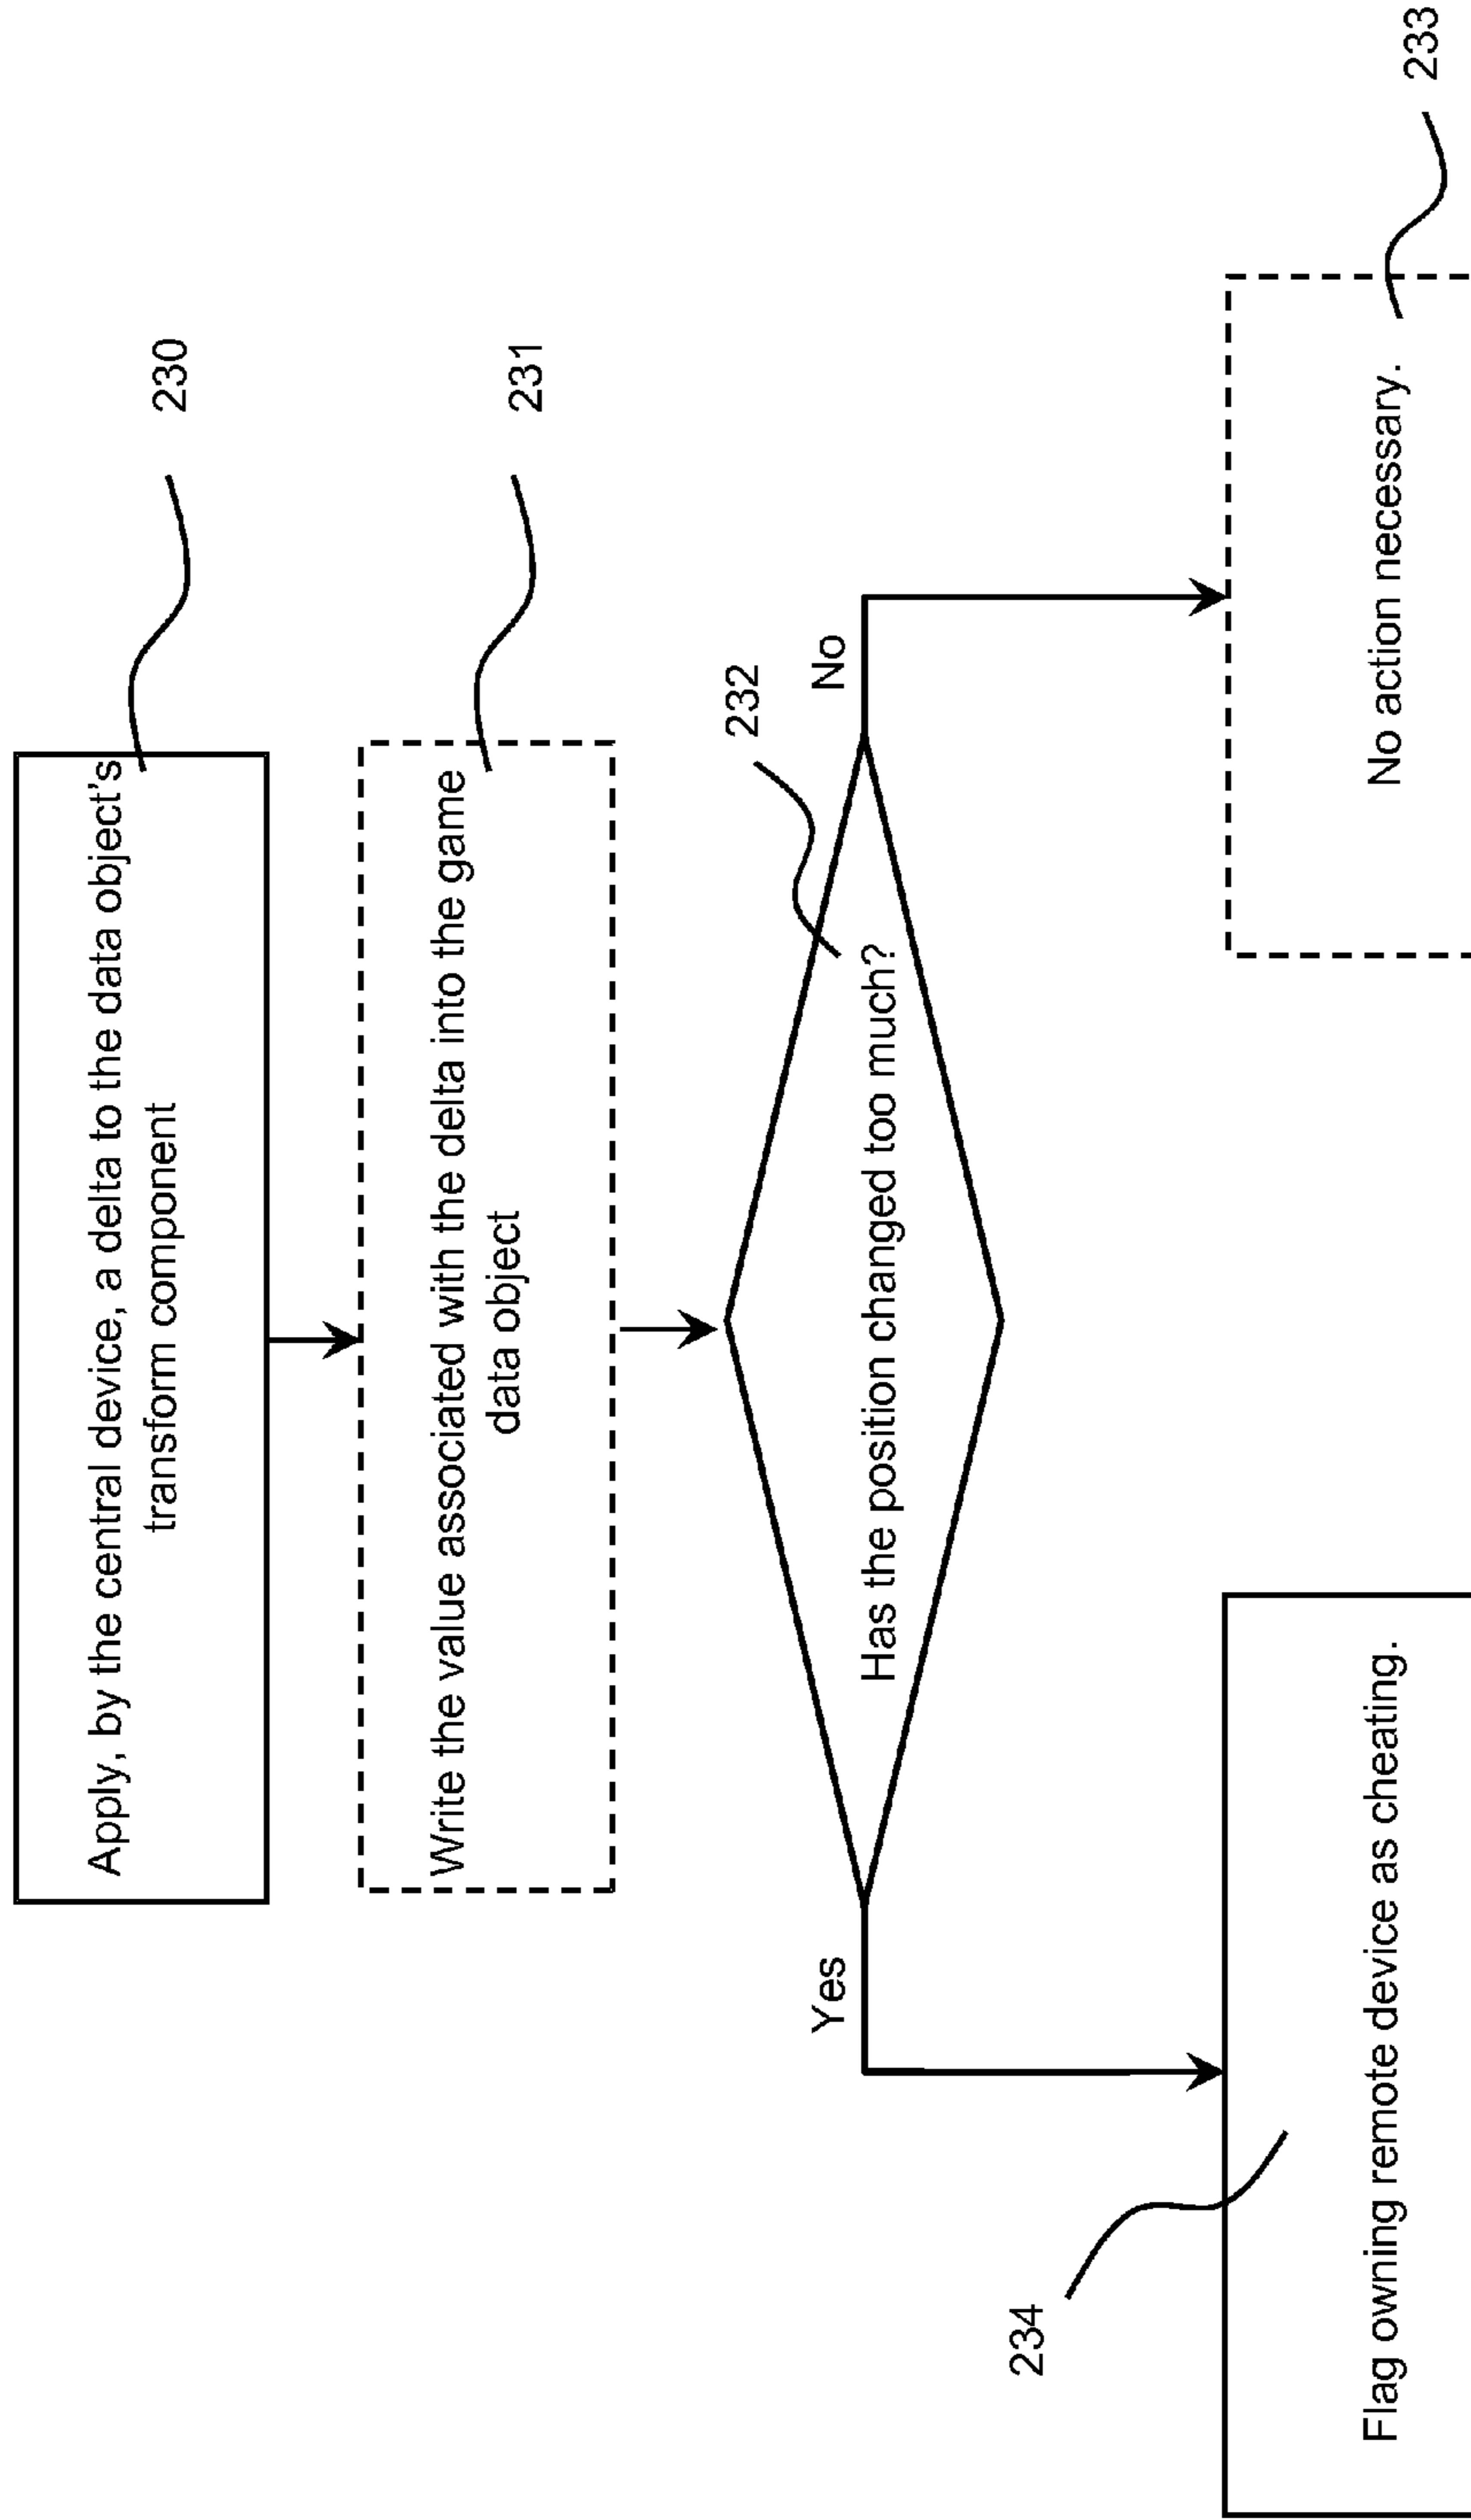 Apply, by the central device, a delta to the data object's
transform component
230
Write the value associated with the delta into the game
data object
231
232
Yes
No
Has the position changed too much?
234
233
Flag owning remote device as cheating.
No action necessary.